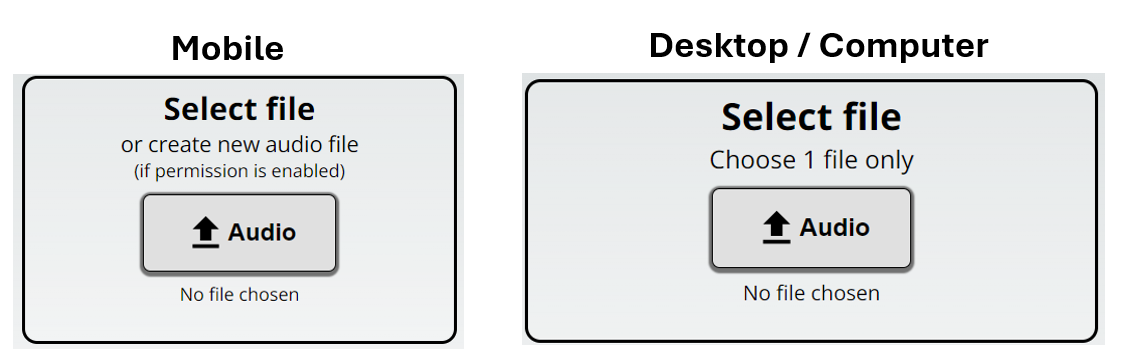 Mobile
Select file
or create new audio file
(if permission is enabled)
Audio
No file chosen
Desktop / Computer
Select file
Choose 1 file only
Audio
No file chosen